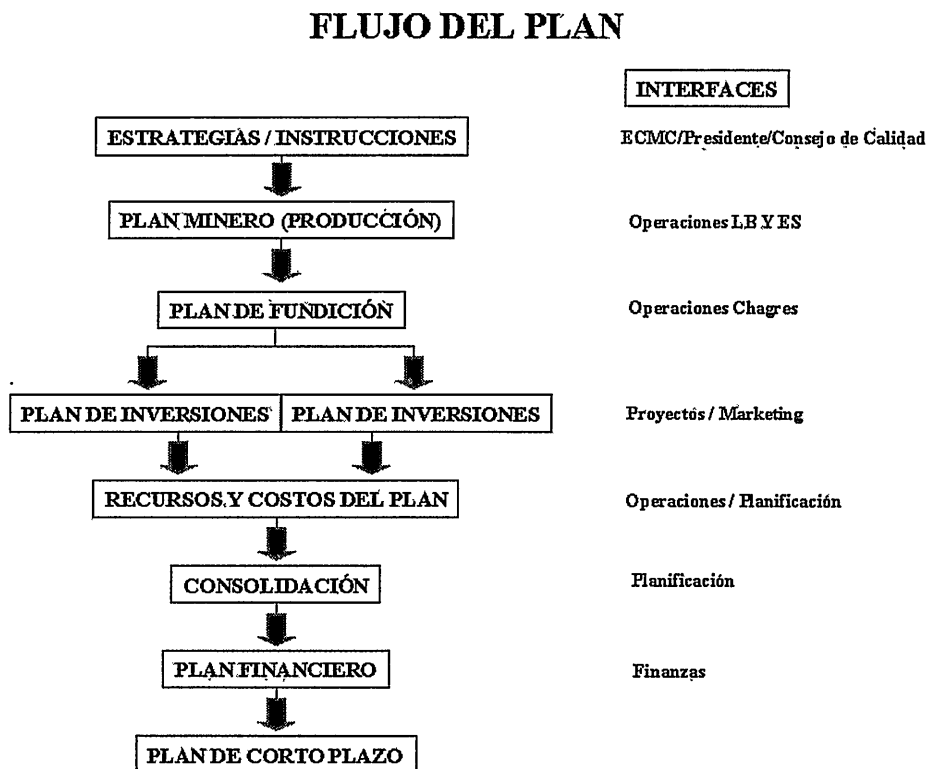 FLUJO DEL PLAN
INTERFACES
ESTRATEGIAS / INSTRUCCIONES
ECMC/Presidente/Consejo de Calidad
PLAN MINERO (PRODUCCIÓN)
Operaciones LB Y ES
PLAN DE FUNDICIÓN
Operaciones Chagres
PLAN DE INVERSIONES
PLAN DE INVERSIONES
Proyectos / Marketing
RECURSOS Y COSTOS DEL PLAN
Operaciones / Planificación
CONSOLIDACIÓN
Planificación
PLAN FINANCIERO
Finanzas
PLAN DE CORTO PLAZO